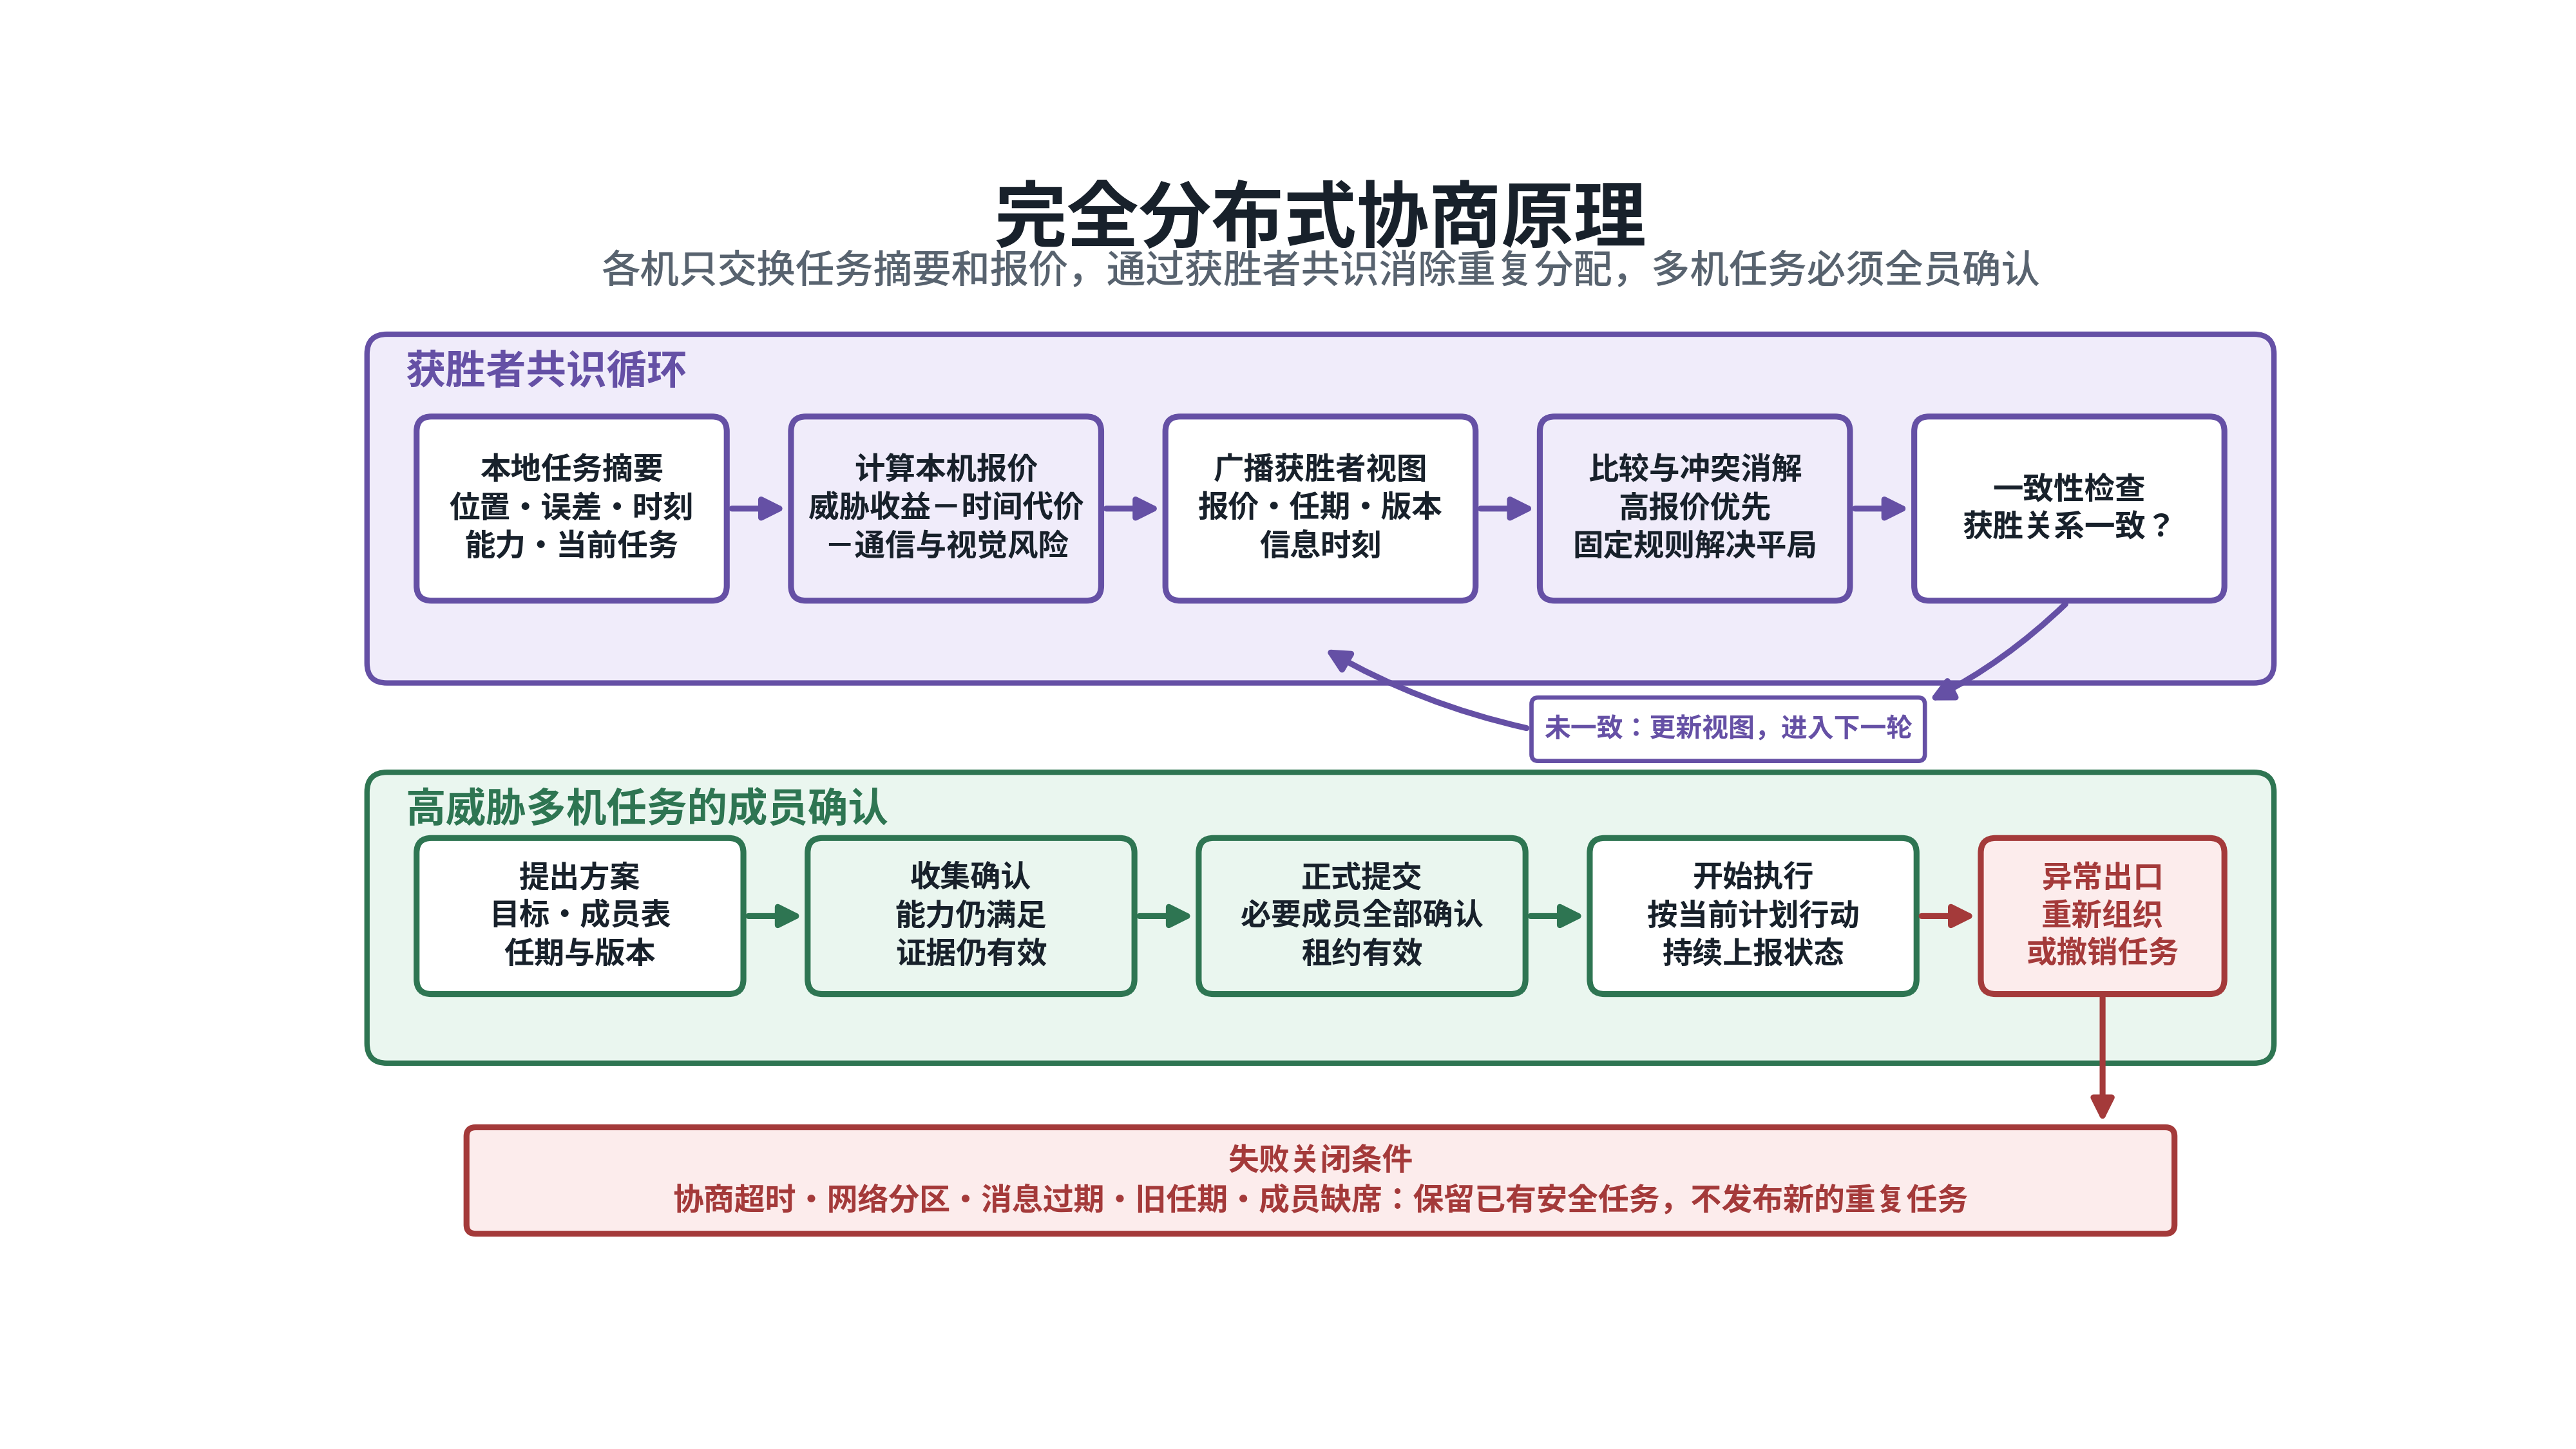 完全分布式协商原理
各机只交换任务摘要和报价，通过获胜者共识消除重复分配，多机任务必须全员确认
获胜者共识循环
本地任务摘要
位置・误差・时刻
能力・当前任务
计算本机报价
威胁收益－时间代价
－通信与视觉风险
广播获胜者视图
报价・任期・版本
信息时刻
比较与冲突消解
高报价优先
固定规则解决平局
一致性检查
获胜关系一致？
未一致：更新视图，进入下一轮
高威胁多机任务的成员确认
提出方案
目标・成员表
任期与版本
收集确认
能力仍满足
证据仍有效
正式提交
必要成员全部确认
租约有效
开始执行
按当前计划行动
持续上报状态
异常出口
重新组织
或撤销任务
失败关闭条件
协商超时・网络分区・消息过期・旧任期・成员缺席：保留已有安全任务，不发布新的重复任务